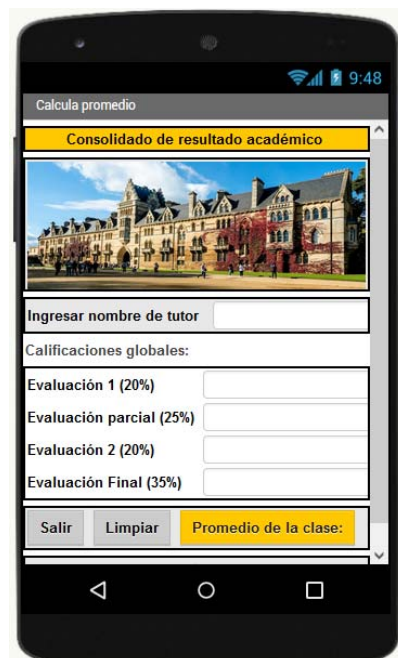 9:48
Calcula promedio
Consolidado de resultado académico
Ingresar nombre de tutor
Calificaciones globales:
Evaluación 1 (20%)
Evaluación parcial (25%)
Evaluación 2 (20%)
Evaluación Final (35%)
Salir Limpiar Promedio de la clase: